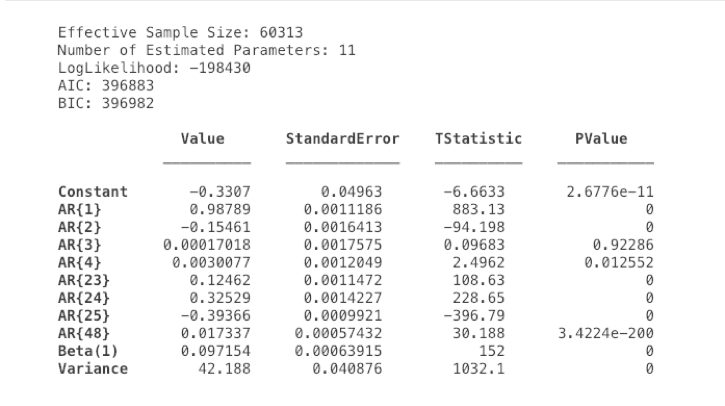 Effective Sample Size: 60313
Number of Estimated Parameters: 11
LogLikelihood: -198430
AIC: 396883
BIC: 396982
Value StandardError TStatistic PValue
Constant -0.3307 0.04963 -6.6633 2.6776e-11
AR{1} 0.98789 0.0011186 883.13 0
AR{2} -0.15461 0.0016413 -94.198 0
AR{3} 0.00017018 0.0017575 0.09683 0.92286
AR{4} 0.0030077 0.0012049 2.4962 0.012552
AR{23} 0.12462 0.0011472 108.63 0
AR{24} 0.32529 0.0014227 228.65 0
AR{25} -0.39366 0.0009921 -396.79 0
AR{48} 0.017337 0.00057432 30.188 3.4224e-200
Beta(1) 0.097154 0.00063915 152 0
Variance 42.188 0.040876 1032.1 0